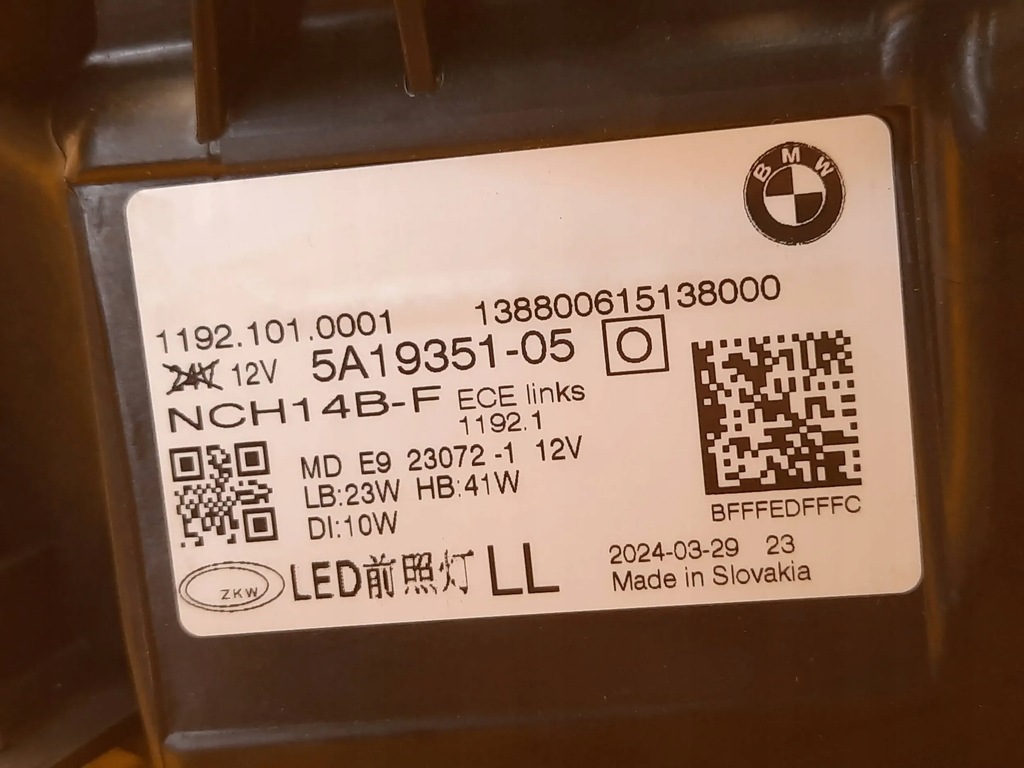 BMW
1192.101.0001 138800615138000
24V 12V 5A19351-05 O
NCH14B-F ECE links
1192.1
MD E9 23072 -1 12V
LB:23W HB:41W
DI:10W
BFFFEDFFFC
ZKW LED前照灯 LL
2024-03-29 23
Made in Slovakia